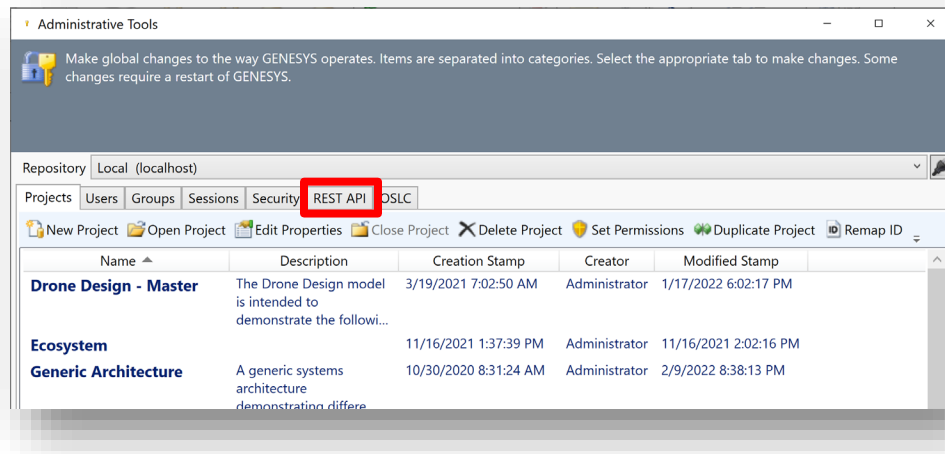 Administrative Tools
Make global changes to the way GENESYS operates. Items are separated into categories. Select the appropriate tab to make changes. Some
changes require a restart of GENESYS.
Repository Local (localhost)
Projects Users Groups Sessions Security REST API OSLC
New Project Open Project Edit Properties Close Project Delete Project Set Permissions Duplicate Project ID Remap ID
Name Description Creation Stamp Creator Modified Stamp
Drone Design - Master The Drone Design model 3/19/2021 7:02:50 AM Administrator 1/17/2022 6:02:17 PM
is intended to
demonstrate the followi...
Ecosystem 11/16/2021 1:37:39 PM Administrator 11/16/2021 2:02:16 PM
Generic Architecture A generic systems 10/30/2020 8:31:24 AM Administrator 2/9/2022 8:38:13 PM
architecture
demonstrating differe